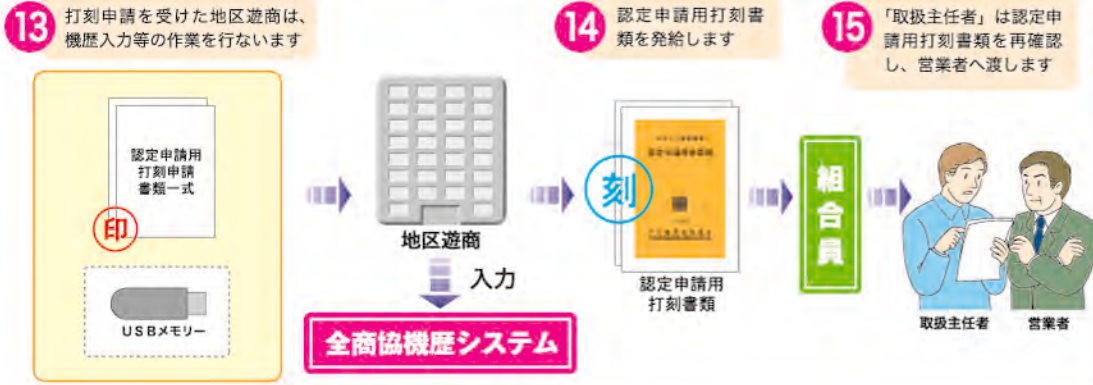 13
打刻申請を受けた地区遊商は、
機歴入力等の作業を行ないます
14
認定申請用打刻書
類を発給します
15
「取扱主任者」は認定申
請用打刻書類を再確認
し、営業者へ渡します
認定申請用
打刻申請
書類一式
印
USBメモリー
地区遊商
入力
全商協機歴システム
刻
認定申請用
打刻書類
組合員
取扱主任者
営業者